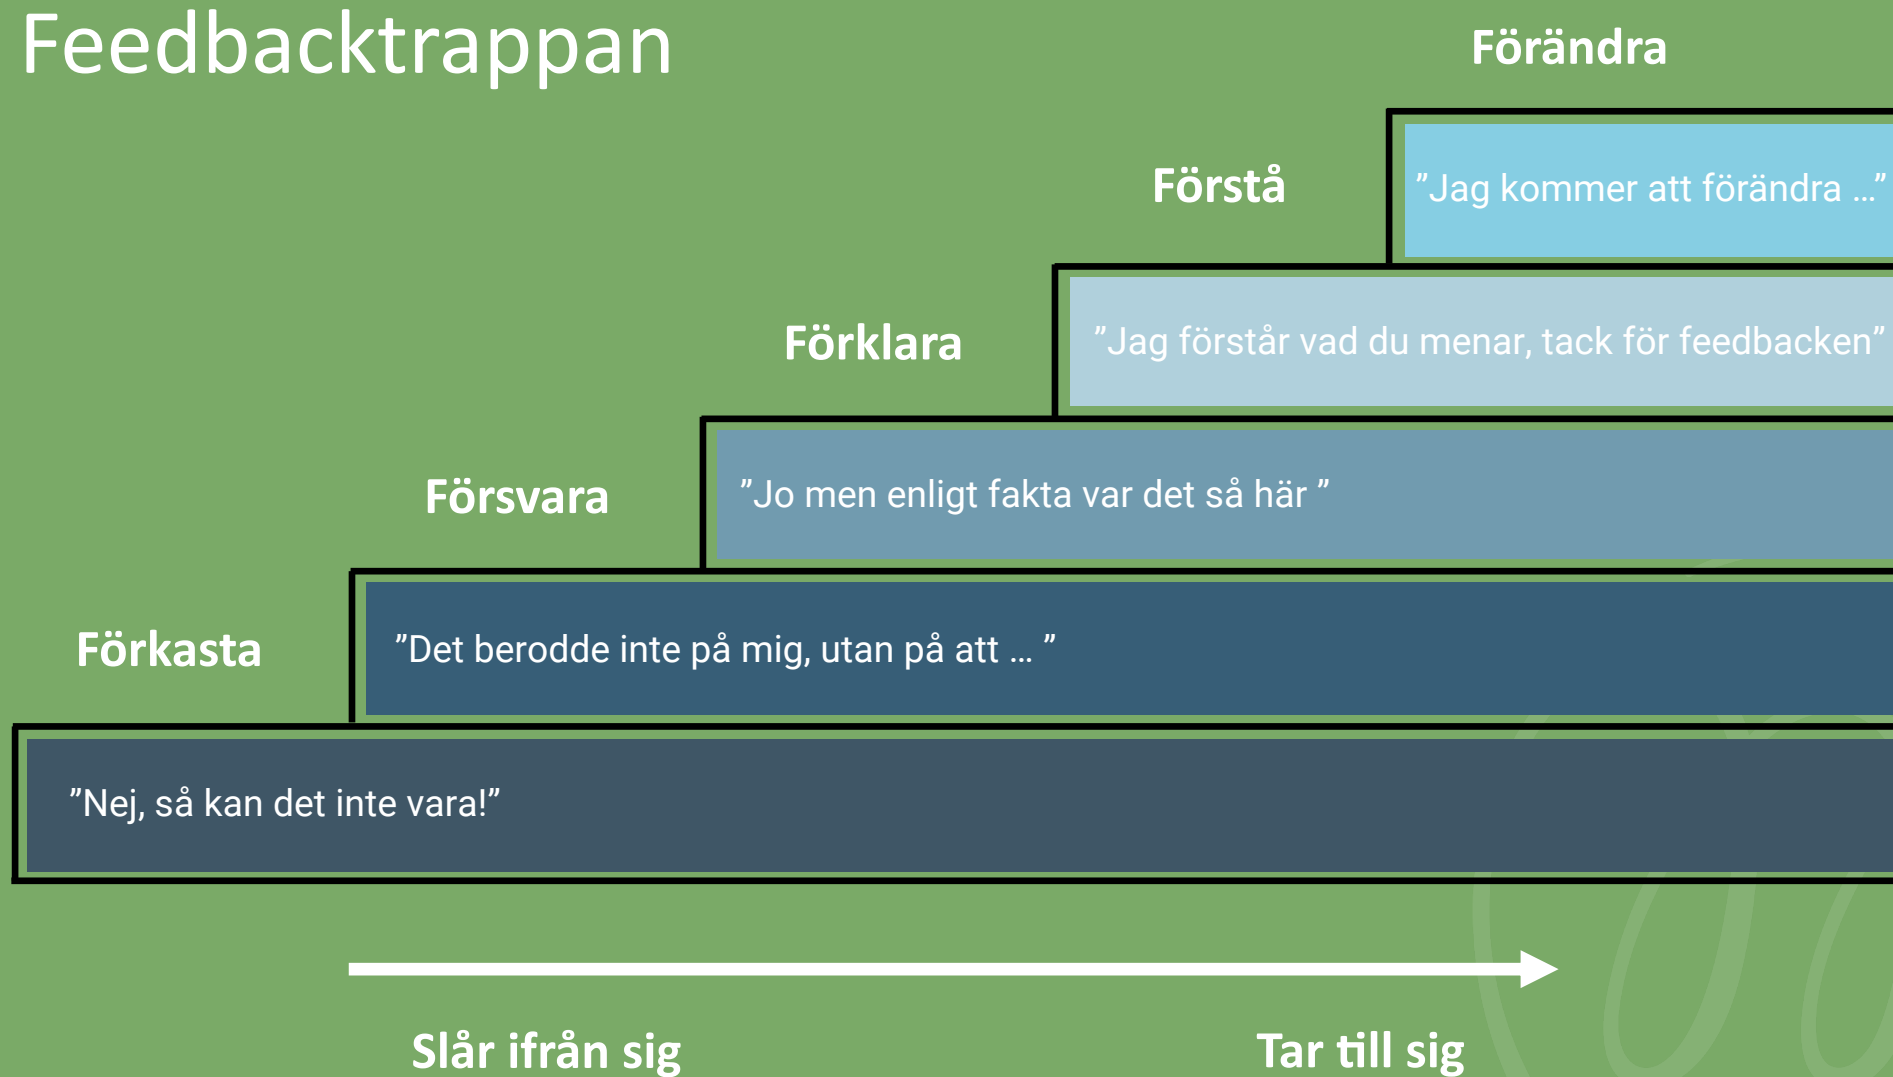 Feedbacktrappan
Förändra
”Jag kommer att förändra …”
Förstå
”Jag förstår vad du menar, tack för feedbacken”
Förklara
”Jo men enligt fakta var det så här ”
Försvara
”Det berodde inte på mig, utan på att … ”
Förkasta
”Nej, så kan det inte vara!”
Slår ifrån sig
Tar till sig